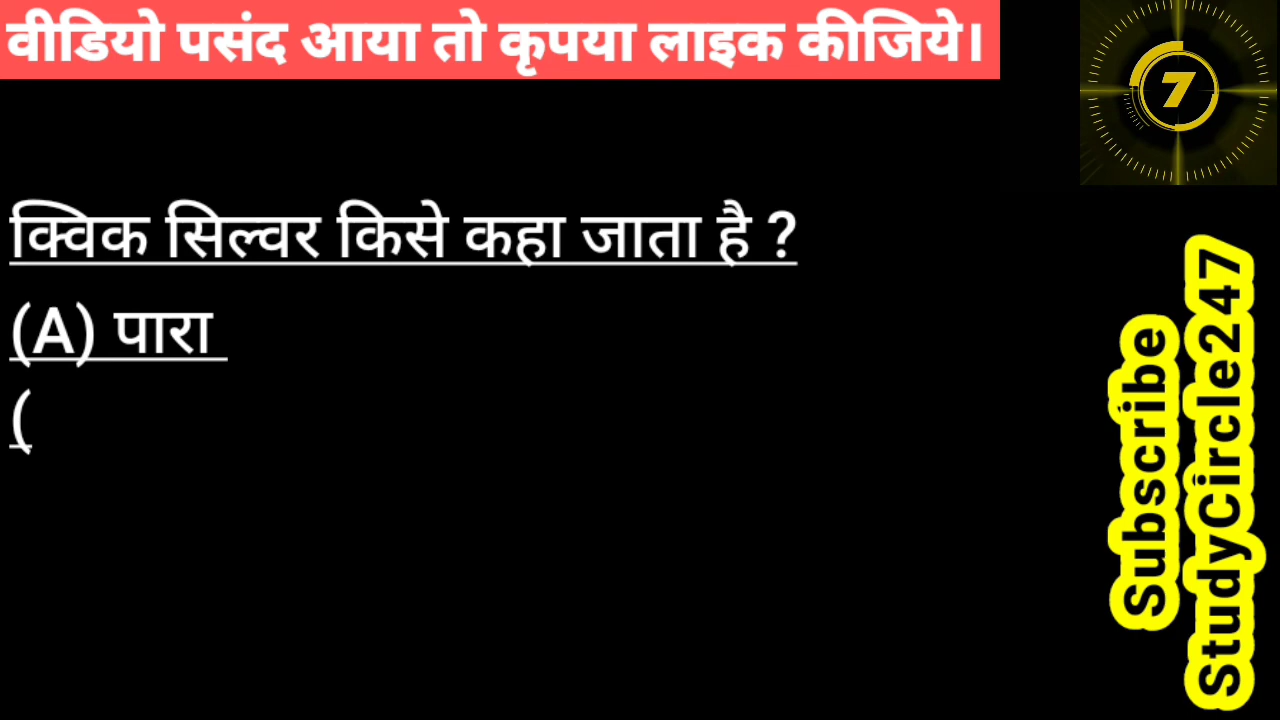 वीडियो पसंद आया तो कृपया लाइक कीजिये।
7
क्विक सिल्वर किसे कहा जाता है ?
(A) पारा
(
Subscribe
StudyCircle247